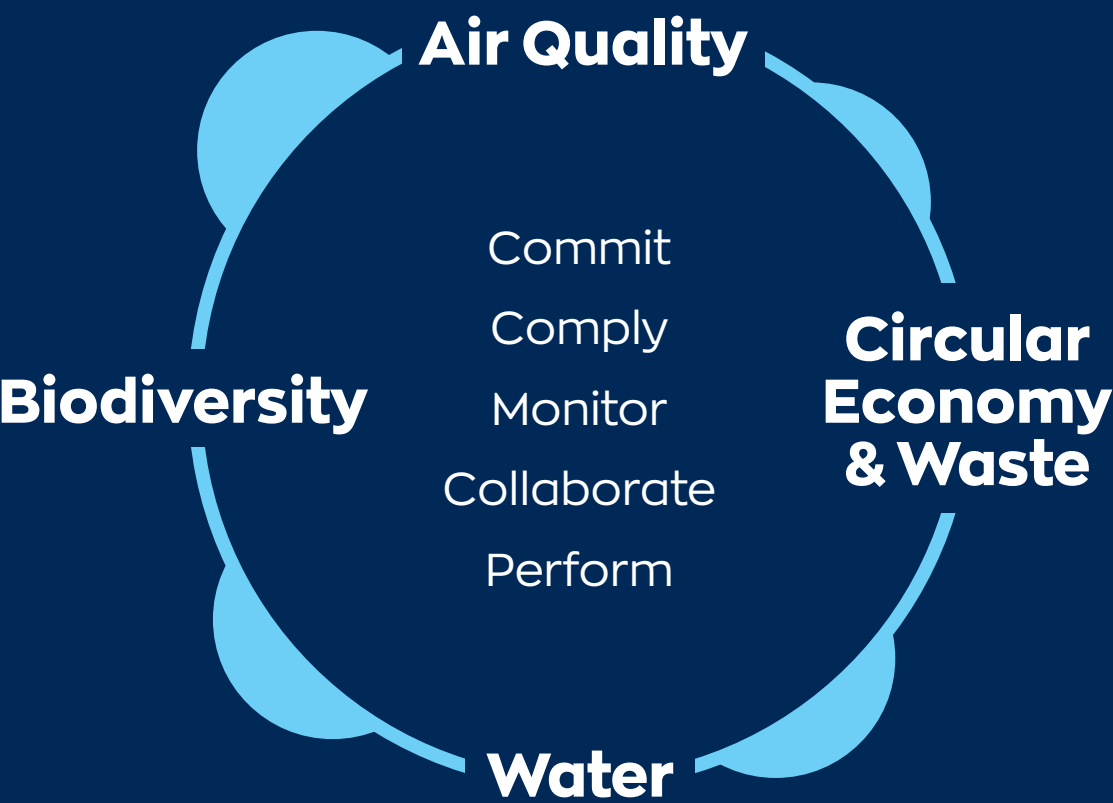 Air Quality
Commit
Comply
Monitor
Collaborate
Perform
Circular
Economy
& Waste
Biodiversity
Water